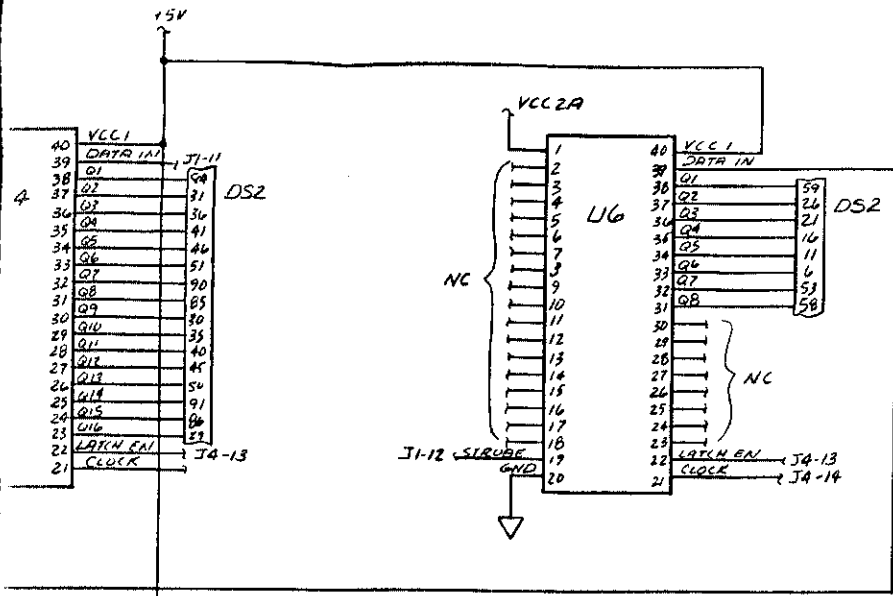 +5V
VCC2A
40 VCC1
39 DATA IN J1-11
38 Q1
37 Q2 31
36 Q3 36
35 Q4 41
34 Q5 46
33 Q6 51
32 Q7 90
31 Q8 85
30 Q9 30
29 Q10 35
28 Q11 40
27 Q12 45
26 Q13 50
25 Q14 91
24 Q15 86
23 U16 29
22 LATCH EN J4-13
21 CLOCK
4
DS2
U6
1
2
3
4
5
6
7
8
9
10
11
12
13
14
15
16
17
18
NC
J1-12 STROBE 19
GND 20
40 VCC1
39 DATA IN
38 Q1 59
37 Q2 26
36 Q3 21
35 Q4 16
34 Q5 11
33 Q6 6
32 Q7 53
31 Q8 58
DS2
30
29
28
27
26
25
24
23
NC
22 LATCH EN J4-13
21 CLOCK J4-14